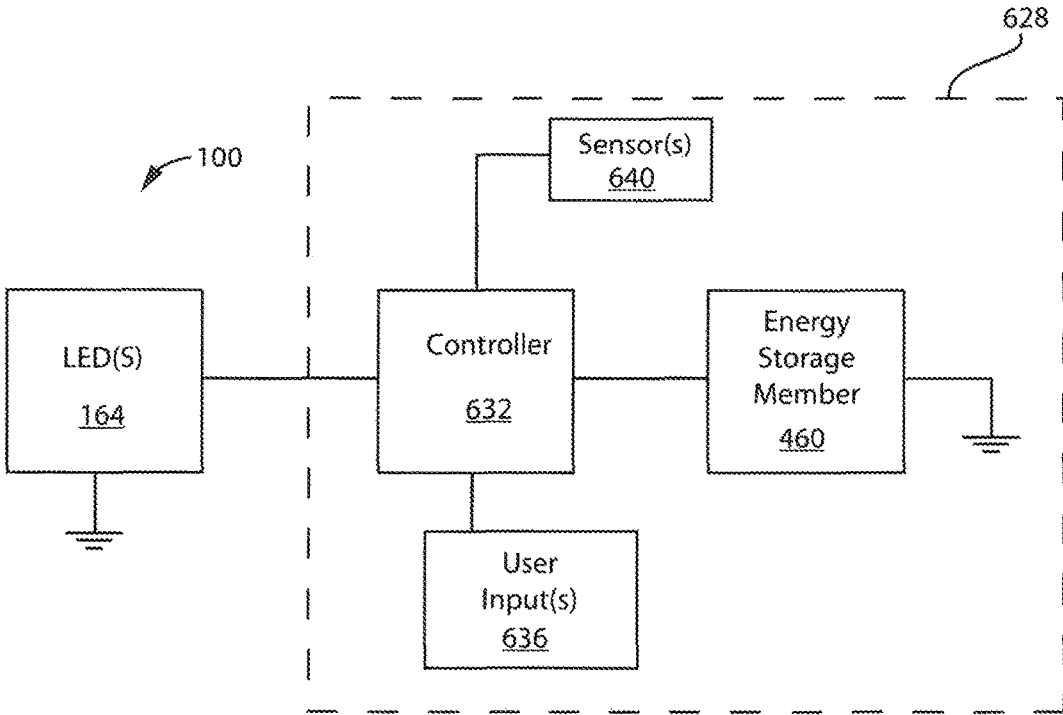 628
100
Sensor(s)
640
LED(S)
164
Controller
632
Energy
Storage
Member
460
User
Input(s)
636